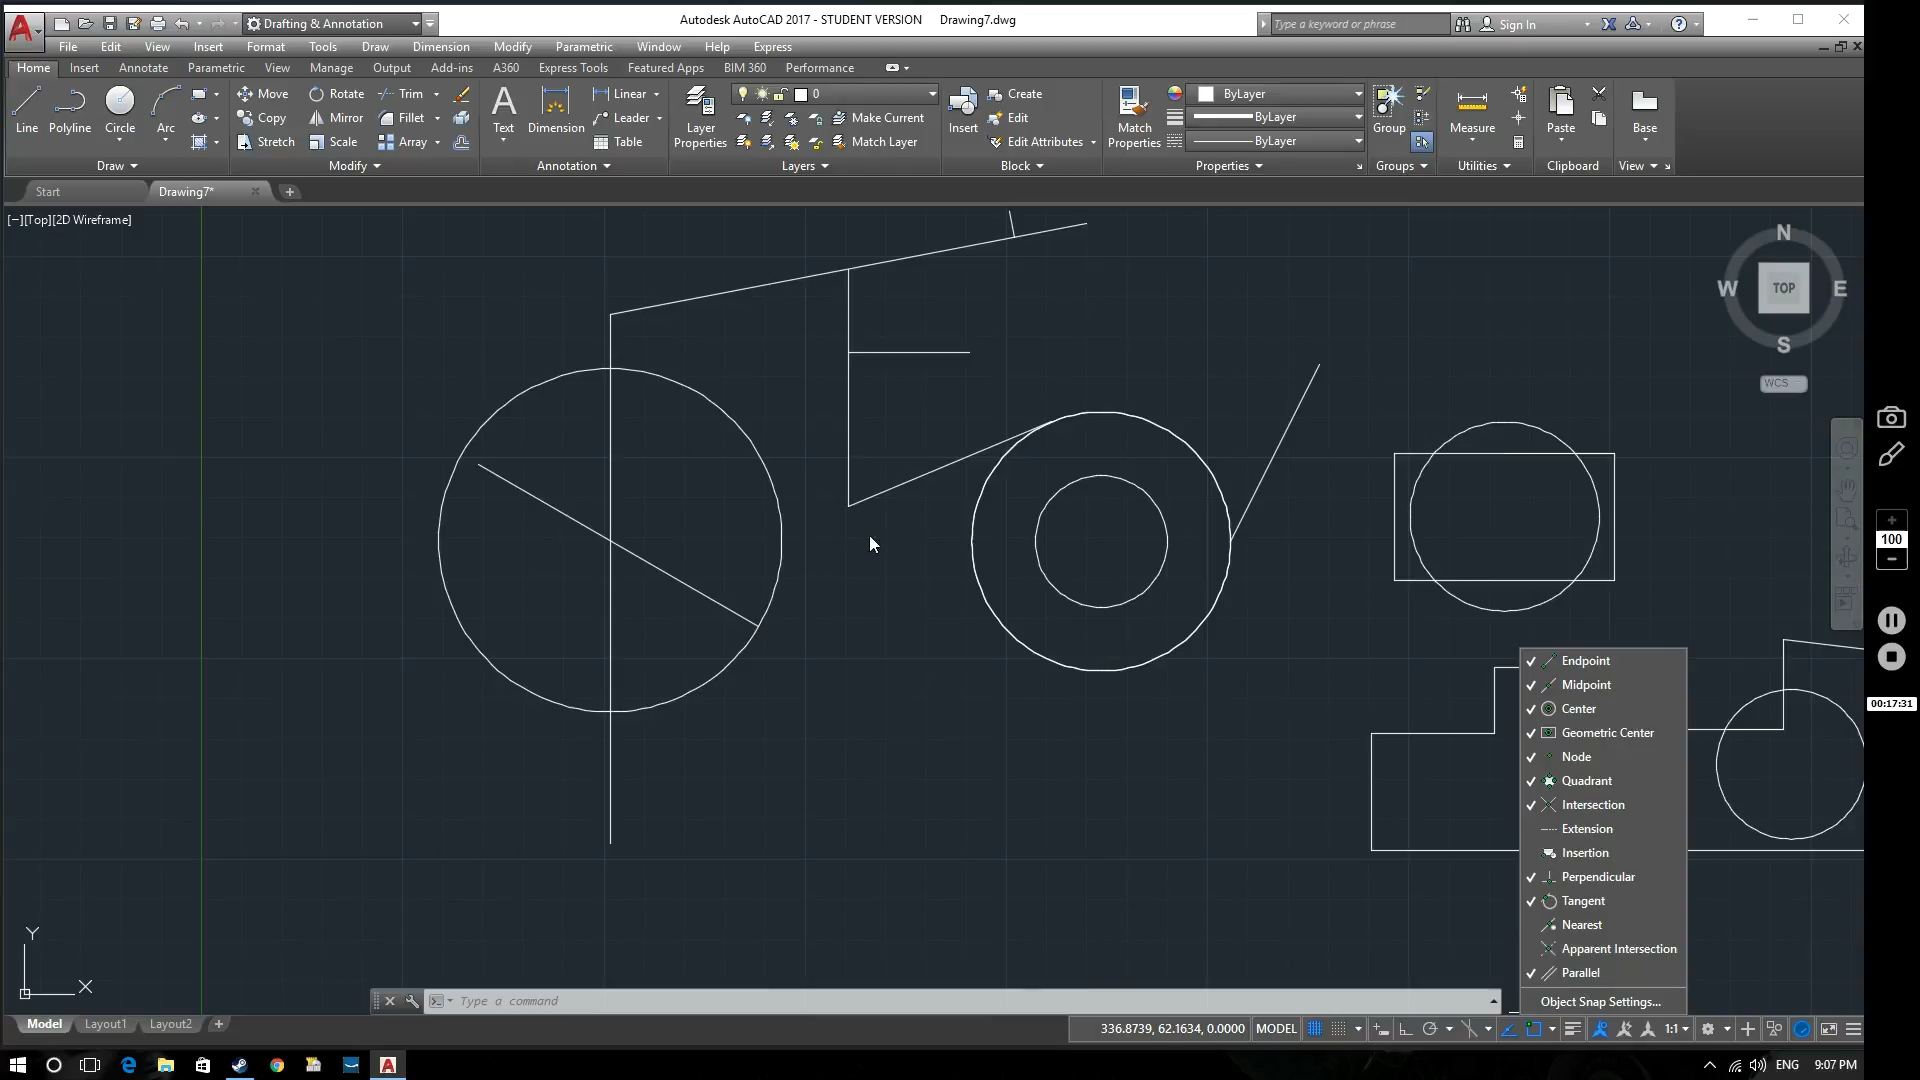 Drafting & Annotation
Autodesk AutoCAD 2017 - STUDENT VERSION Drawing7.dwg
Type a keyword or phrase
Sign In
File Edit View Insert Format Tools Draw Dimension Modify Parametric Window Help Express
Home Insert Annotate Parametric View Manage Output Add-ins A360 Express Tools Featured Apps BIM 360 Performance
Line Polyline Circle Arc
Move Rotate Trim
Copy Mirror Fillet
Stretch Scale Array
Text Dimension
Linear
Leader
Table
Layer
Properties
0
Make Current
Match Layer
Insert
Create
Edit
Edit Attributes
Match
Properties
ByLayer
ByLayer
ByLayer
Group
Measure
Paste
Base
Draw Modify Annotation Layers Block Properties Groups Utilities Clipboard View
Start Drawing7*
[−][Top][2D Wireframe]
N
W TOP E
S
WCS
100
00:17:31
Endpoint
Midpoint
Center
Geometric Center
Node
Quadrant
Intersection
Extension
Insertion
Perpendicular
Tangent
Nearest
Apparent Intersection
Parallel
Object Snap Settings...
Y
X
Type a command
Model Layout1 Layout2
336.8739, 62.1634, 0.0000 MODEL 1:1
ENG 9:07 PM